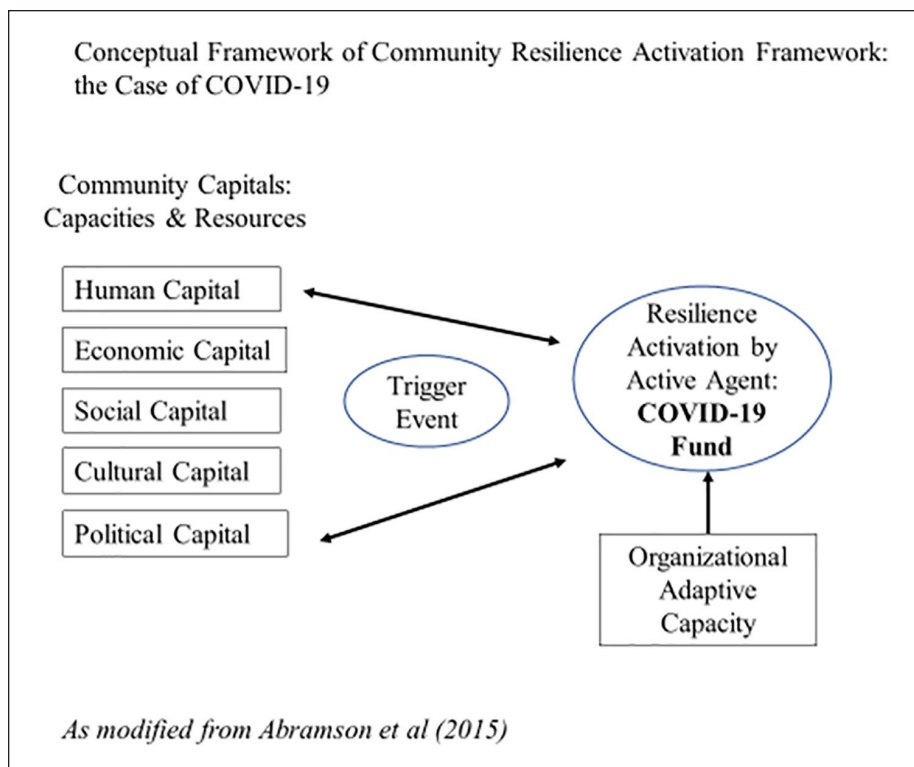 Conceptual Framework of Community Resilience Activation Framework:
the Case of COVID-19
Community Capitals:
Capacities & Resources
Human Capital
Economic Capital
Social Capital
Cultural Capital
Political Capital
Trigger
Event
Resilience
Activation by
Active Agent:
COVID-19
Fund
Organizational
Adaptive
Capacity
As modified from Abramson et al (2015)